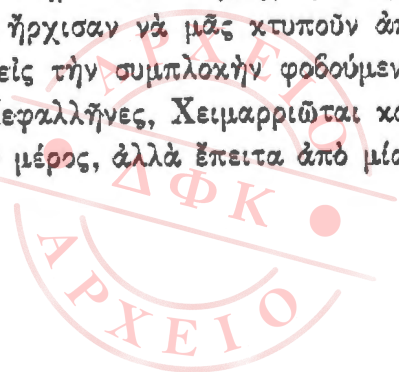 ἤρχισαν νὰ μᾶς κτυποῦν
εἰς τὴν συμπλοκὴν
Χειμαρριῶται
μέρος, ἀλλὰ ἔπειτα ἀπὸ
ΑΡΧΕΙΟ
ΔΦΚ
ΑΡΧΕΙΟ